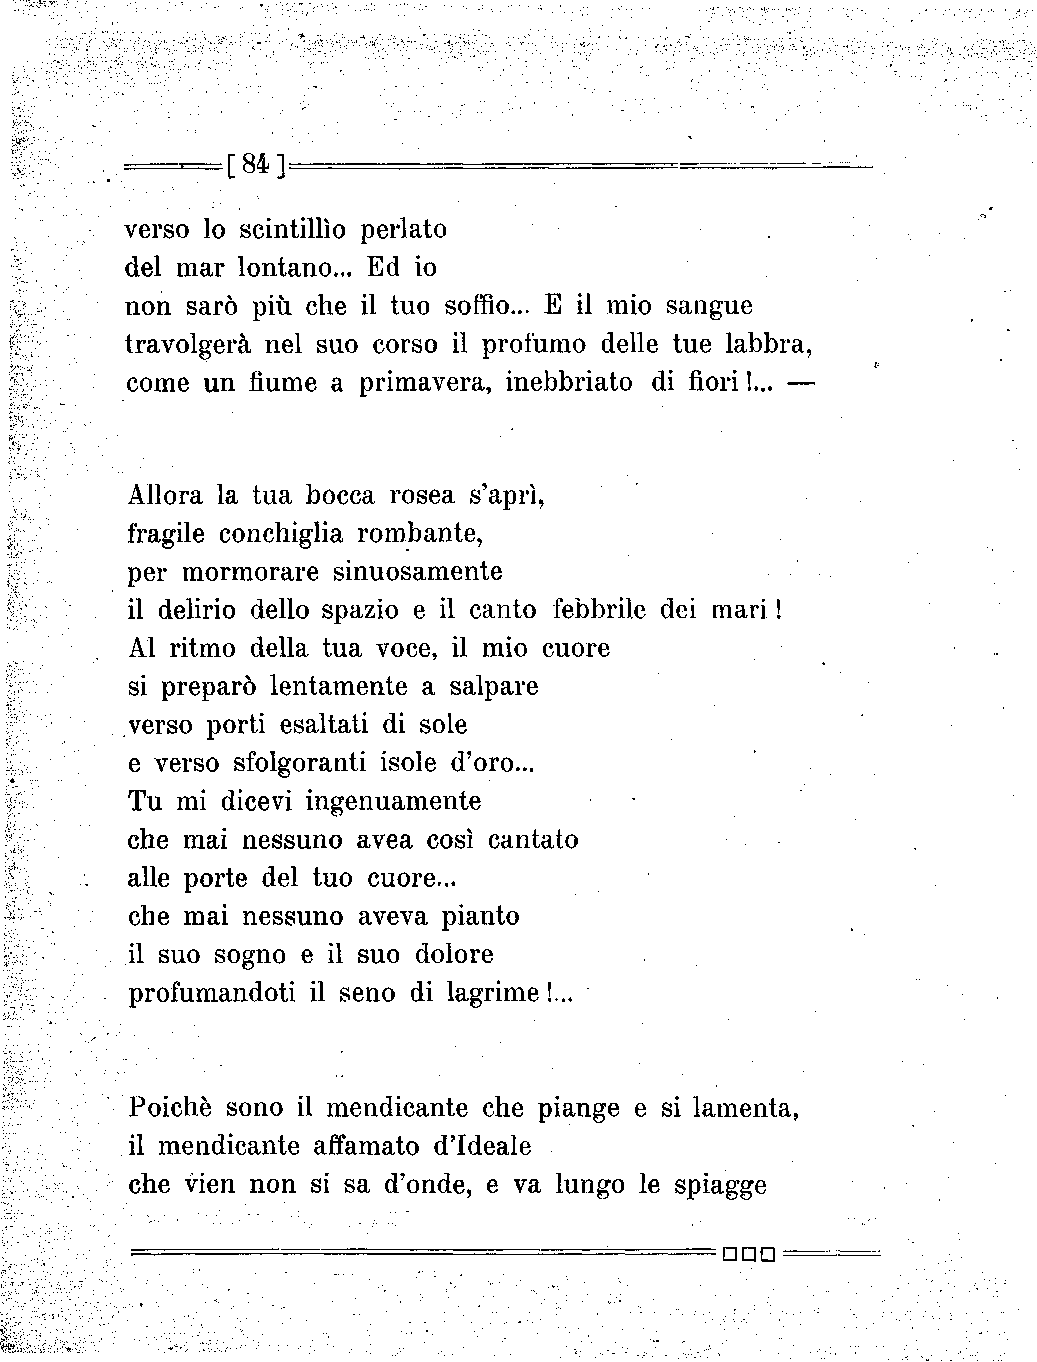 [ 84 ]
verso lo scintillìo perlato
del mar lontano... Ed io
non sarò più che il tuo soffio... E il mio sangue
travolgerà nel suo corso il profumo delle tue labbra,
come un fiume a primavera, inebbriato di fiori!... —
Allora la tua bocca rosea s'aprì,
fragile conchiglia rombante,
per mormorare sinuosamente
il delirio dello spazio e il canto febbrile dei mari!
Al ritmo della tua voce, il mio cuore
si preparò lentamente a salpare
verso porti esaltati di sole
e verso sfolgoranti isole d'oro...
Tu mi dicevi ingenuamente
che mai nessuno avea così cantato
alle porte del tuo cuore...
che mai nessuno aveva pianto
il suo sogno e il suo dolore
profumandoti il seno di lagrime!...
Poichè sono il mendicante che piange e si lamenta,
il mendicante affamato d'Ideale
che vien non si sa d'onde, e va lungo le spiagge